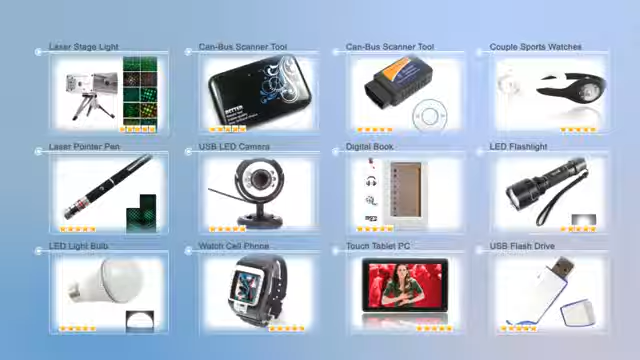 Laser Stage Light
Can-Bus Scanner Tool
Can-Bus Scanner Tool
Couple Sports Watches
Laser Pointer Pen
USB LED Camera
Digital Book
LED Flashlight
LED Light Bulb
Watch Cell Phone
Touch Tablet PC
USB Flash Drive